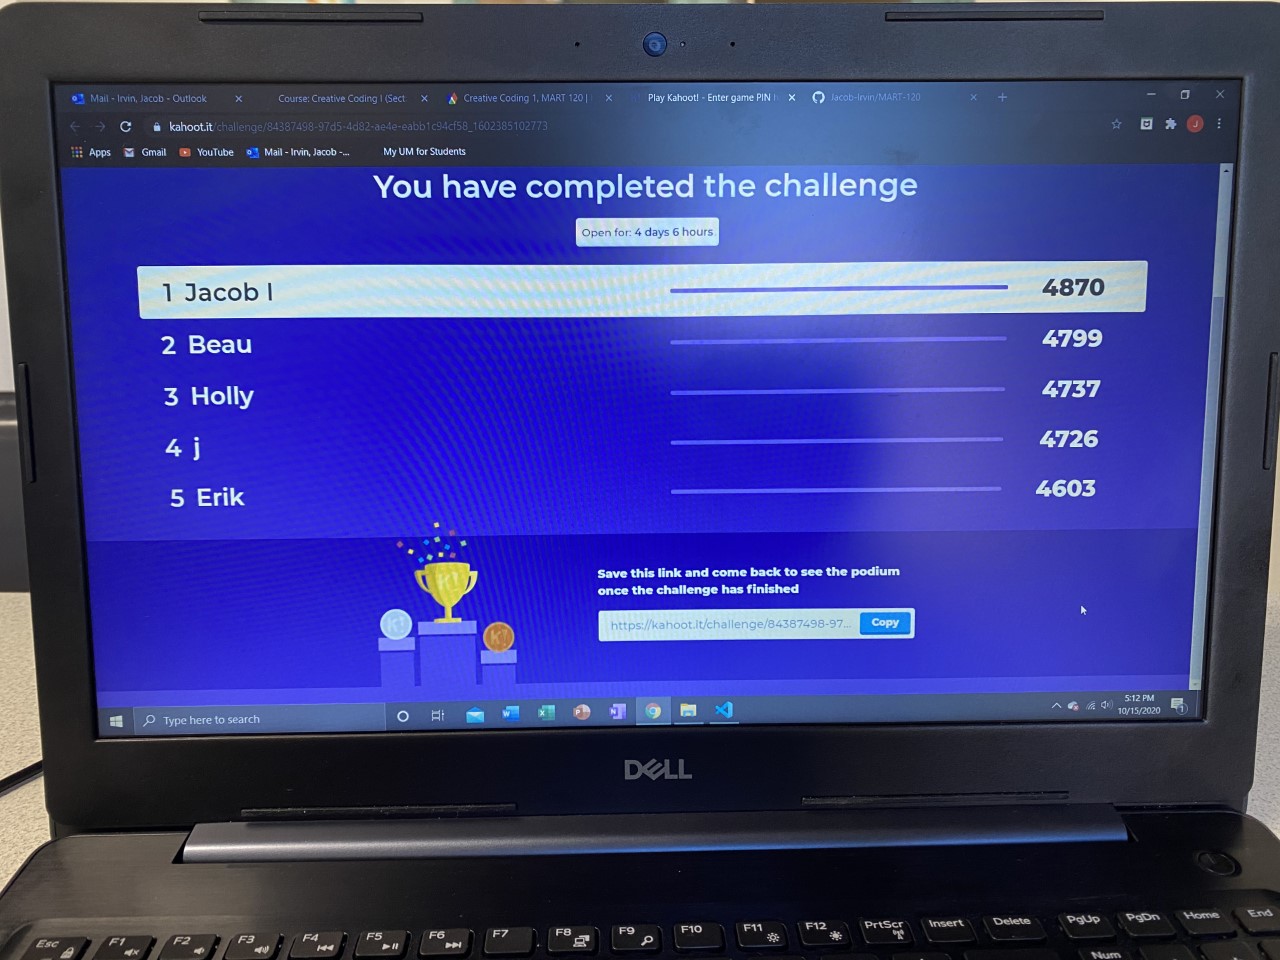 Mail - Irvin, Jacob - Outlook
Course: Creative Coding I (Sect
Creative Coding 1, MART 120 |
Play Kahoot! - Enter game PIN
Jacob-Irvin/MART-120
kahoot.it/challenge/84387498-97d5-4d82-ae4e-eabb1c94cf58_1602385102773
J
Apps
Gmail
YouTube
Mail - Irvin, Jacob -...
My UM for Students
You have completed the challenge
Open for: 4 days 6 hours
1 Jacob I 4870
2 Beau 4799
3 Holly 4737
4 j 4726
5 Erik 4603
K!
K!
K!
Save this link and come back to see the podium
once the challenge has finished
https://kahoot.it/challenge/84387498-97... Copy
Type here to search
5:12 PM
10/15/2020
1
DELL
Esc F1 F2 F3 F4 F5 F6 F7 F8 F9 F10 F11 F12 PrtScr Insert Delete PgUp PgDn Home End
Num